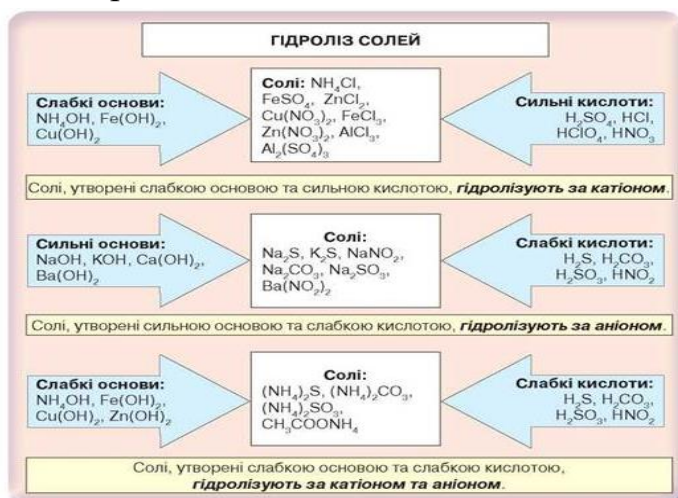 ГІДРОЛІЗ СОЛЕЙ
Слабкі основи:
NH₄OH, Fe(OH)₂,
Cu(OH)₂
Солі: NH₄Cl,
FeSO₄, ZnCl₂,
Cu(NO₃)₂, FeCl₃,
Zn(NO₃)₂, AlCl₃,
Al₂(SO₄)₃
Сильні кислоти:
H₂SO₄, HCl,
HClO₄, HNO₃
Солі, утворені слабкою основою та сильною кислотою, гідролізують за катіоном.
Сильні основи:
NaOH, KOH, Ca(OH)₂,
Ba(OH)₂
Солі:
Na₂S, K₂S, NaNO₂,
Na₂CO₃, Na₂SO₃,
Ba(NO₂)₂
Слабкі кислоти:
H₂S, H₂CO₃,
H₂SO₃, HNO₂
Солі, утворені сильною основою та слабкою кислотою, гідролізують за аніоном.
Слабкі основи:
NH₄OH, Fe(OH)₂,
Cu(OH)₂, Zn(OH)₂
Солі:
(NH₄)₂S, (NH₄)₂CO₃,
(NH₄)₂SO₃,
CH₃COONH₄
Слабкі кислоти:
H₂S, H₂CO₃,
H₂SO₃, HNO₂
Солі, утворені слабкою основою та слабкою кислотою,
гідролізують за катіоном та аніоном.